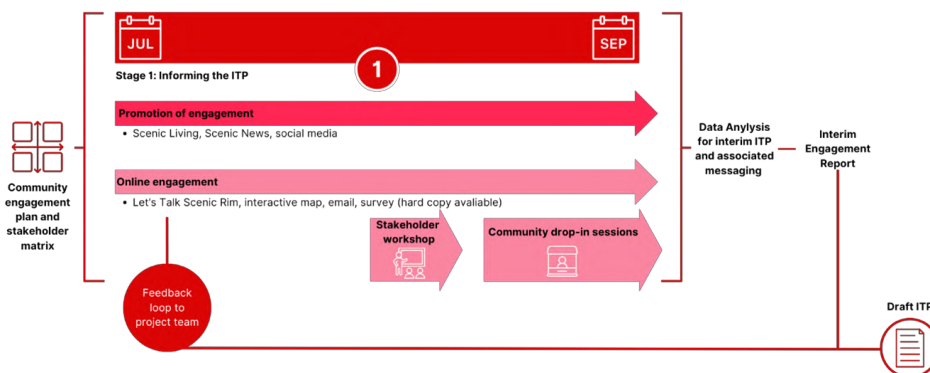 JUL
SEP
1
Stage 1: Informing the ITP
Promotion of engagement
• Scenic Living, Scenic News, social media
Online engagement
• Let's Talk Scenic Rim, interactive map, email, survey (hard copy avaliable)
Stakeholder
workshop
Community drop-in sessions
Community
engagement
plan and
stakeholder
matrix
Feedback
loop to
project team
Data Anylysis
for interim ITP
and associated
messaging
Interim
Engagement
Report
Draft ITP